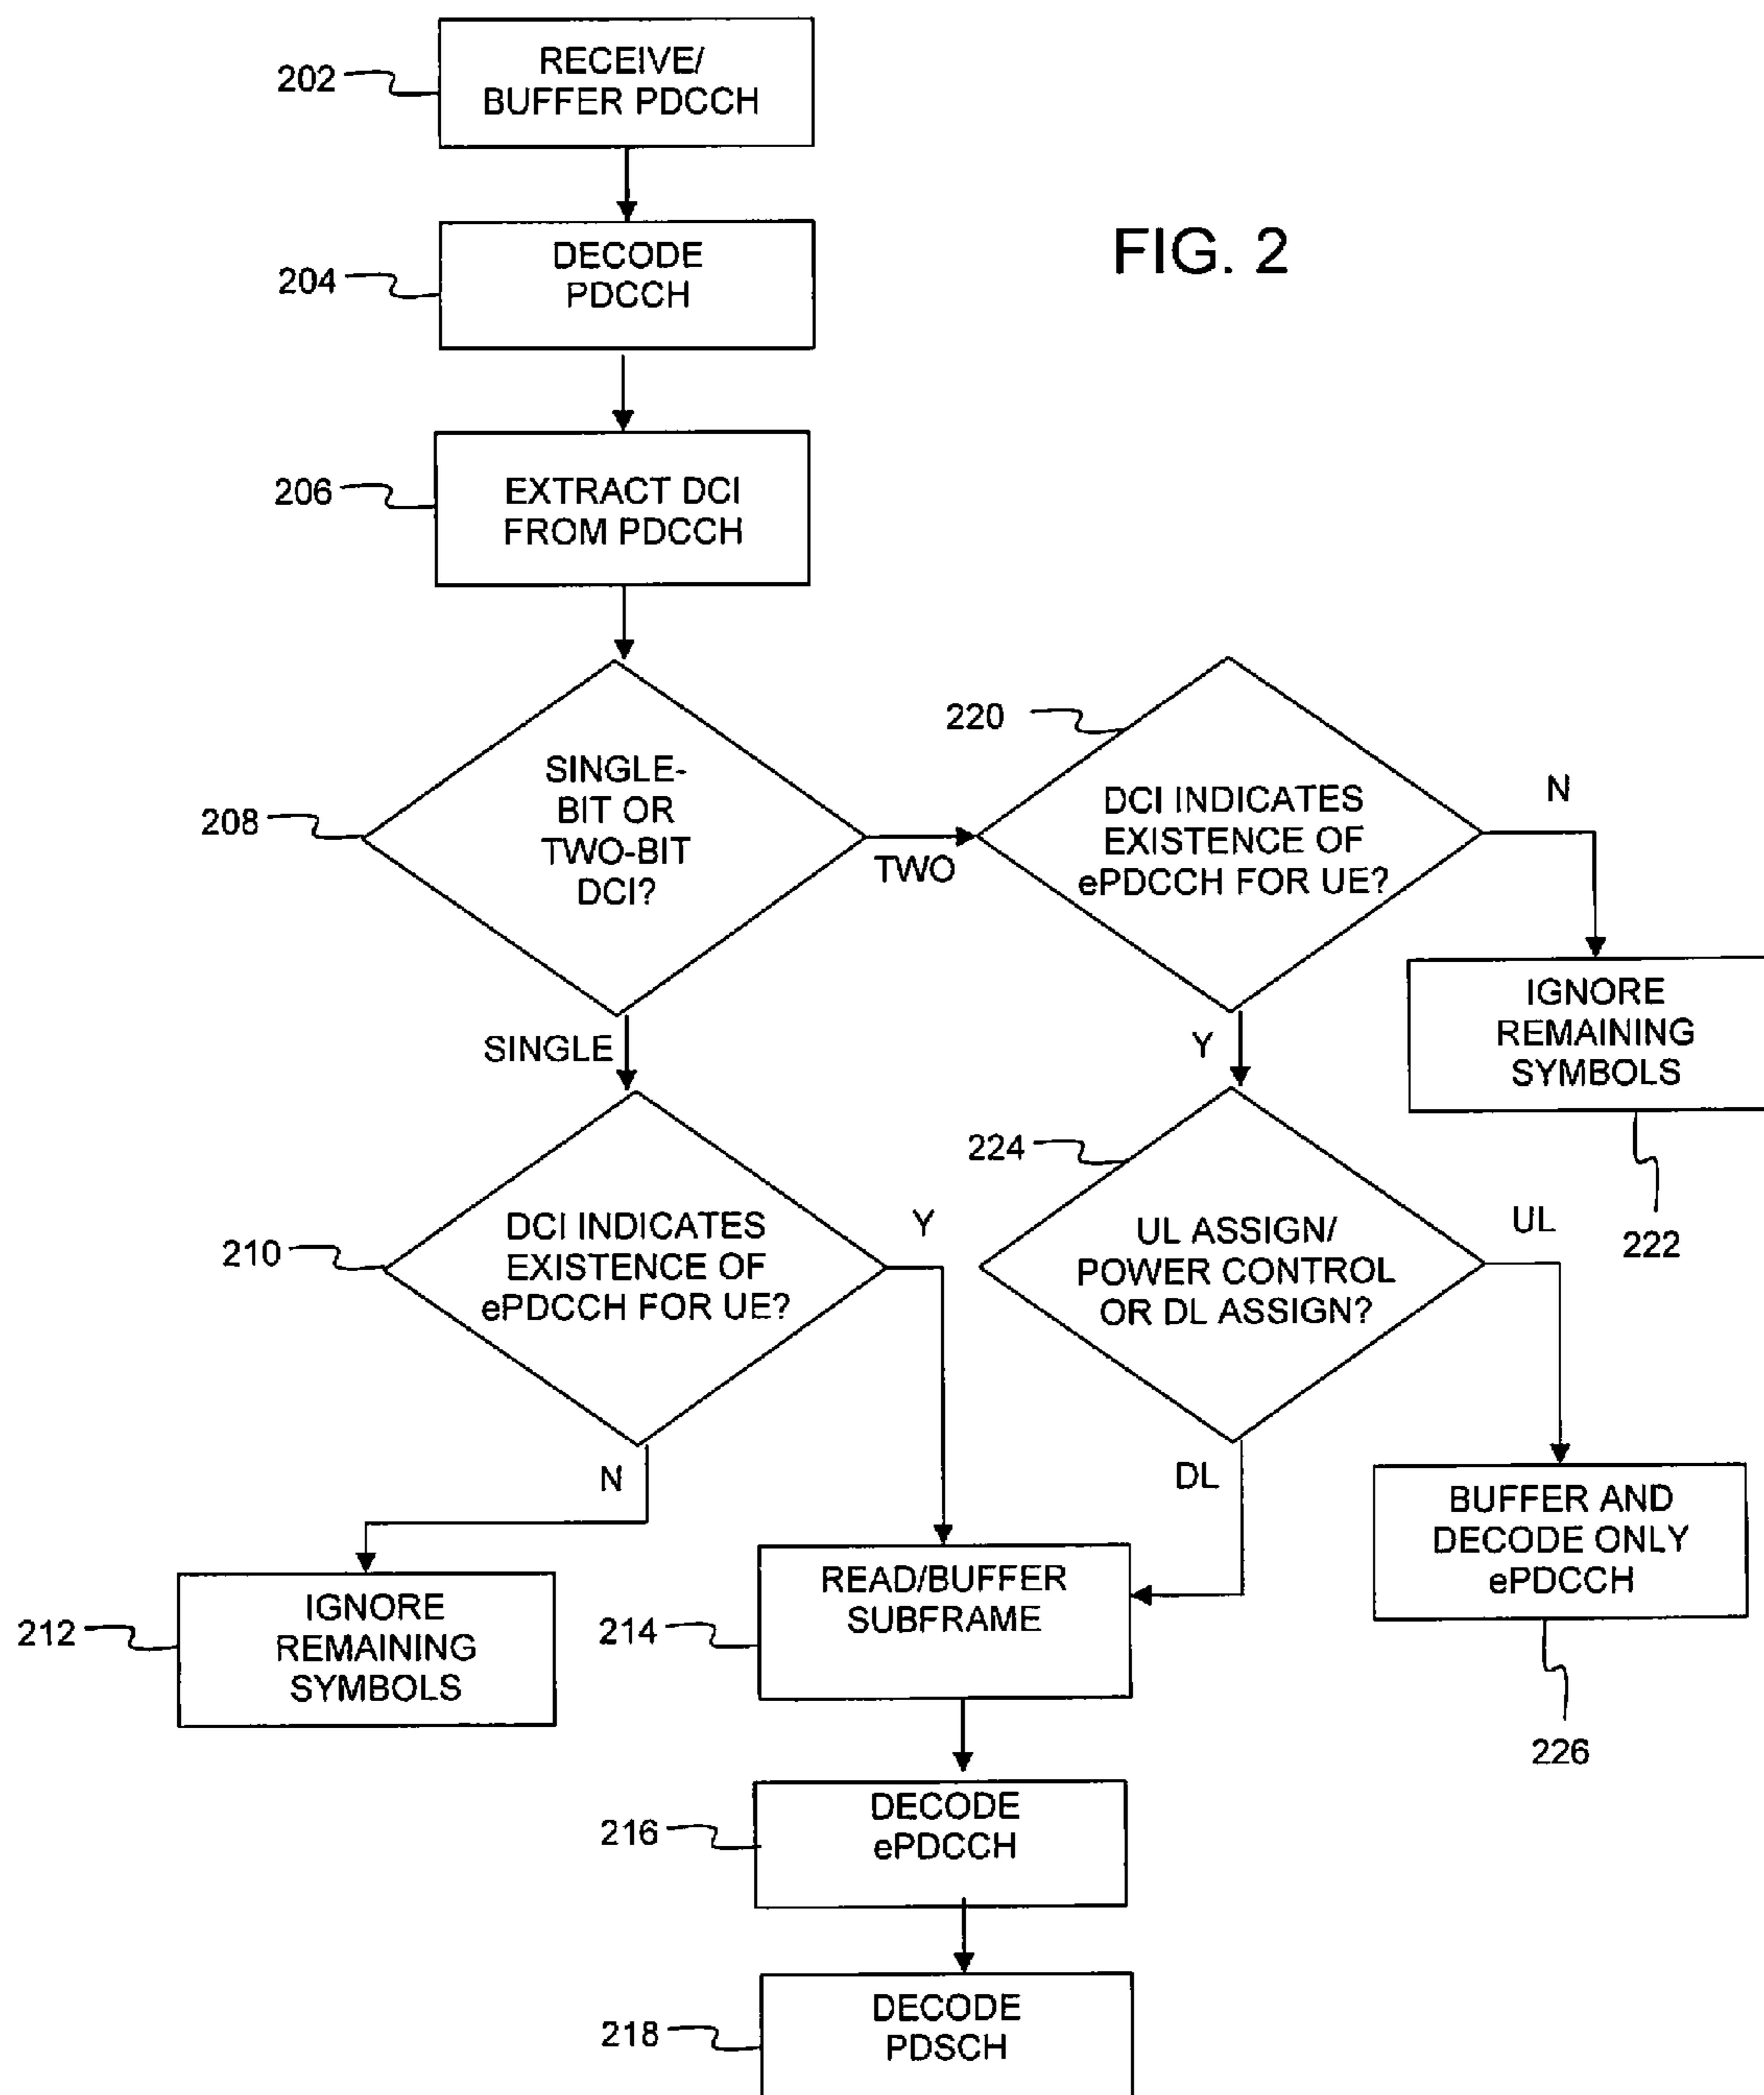 RECEIVE/
BUFFER PDCCH
202
FIG. 2
DECODE
PDCCH
204
EXTRACT DCI
FROM PDCCH
206
SINGLE-
BIT OR
TWO-BIT
DCI?
208
TWO
SINGLE
220
DCI INDICATES
EXISTENCE OF
ePDCCH FOR UE?
N
Y
IGNORE
REMAINING
SYMBOLS
222
210
DCI INDICATES
EXISTENCE OF
ePDCCH FOR UE?
Y
N
224
UL ASSIGN/
POWER CONTROL
OR DL ASSIGN?
UL
DL
212
IGNORE
REMAINING
SYMBOLS
214
READ/BUFFER
SUBFRAME
BUFFER AND
DECODE ONLY
ePDCCH
226
216
DECODE
ePDCCH
218
DECODE
PDSCH